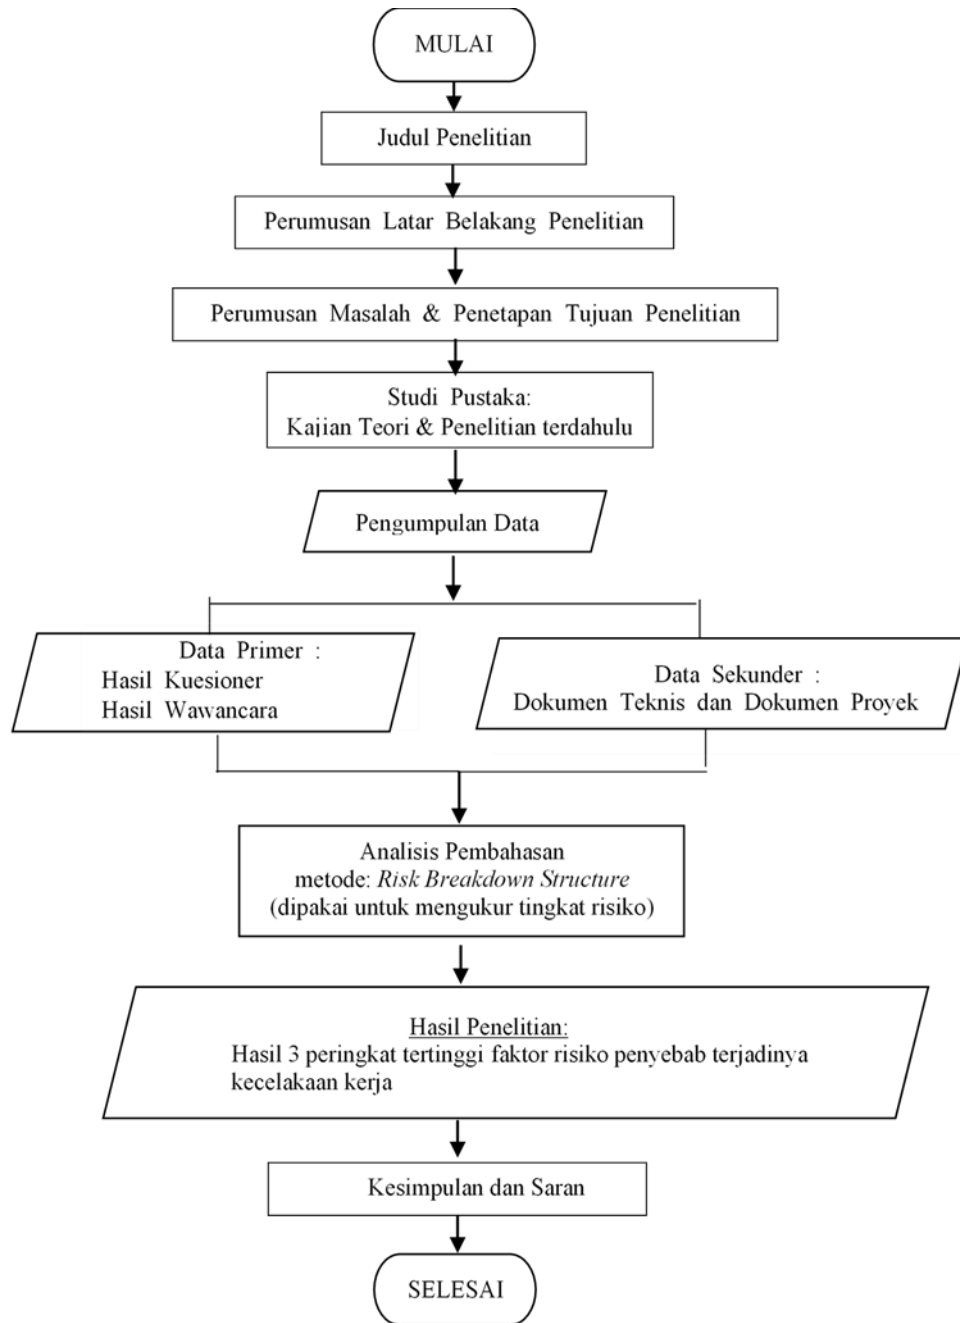 MULAI
Judul Penelitian
Perumusan Latar Belakang Penelitian
Perumusan Masalah & Penetapan Tujuan Penelitian
Studi Pustaka:
Kajian Teori & Penelitian terdahulu
Pengumpulan Data
Data Primer :
Hasil Kuesioner
Hasil Wawancara
Data Sekunder :
Dokumen Teknis dan Dokumen Proyek
Analisis Pembahasan
metode: Risk Breakdown Structure
(dipakai untuk mengukur tingkat risiko)
Hasil Penelitian:
Hasil 3 peringkat tertinggi faktor risiko penyebab terjadinya
kecelakaan kerja
Kesimpulan dan Saran
SELESAI